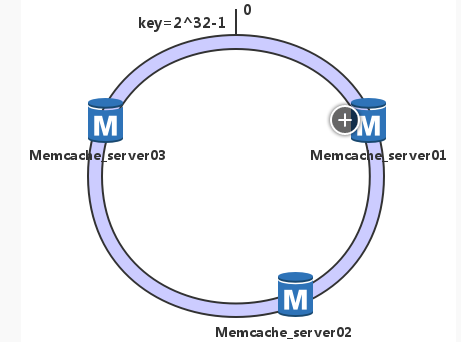 0
key=2^32-1
M
M
Memcache_server03
Memcache_server01
M
Memcache_server02